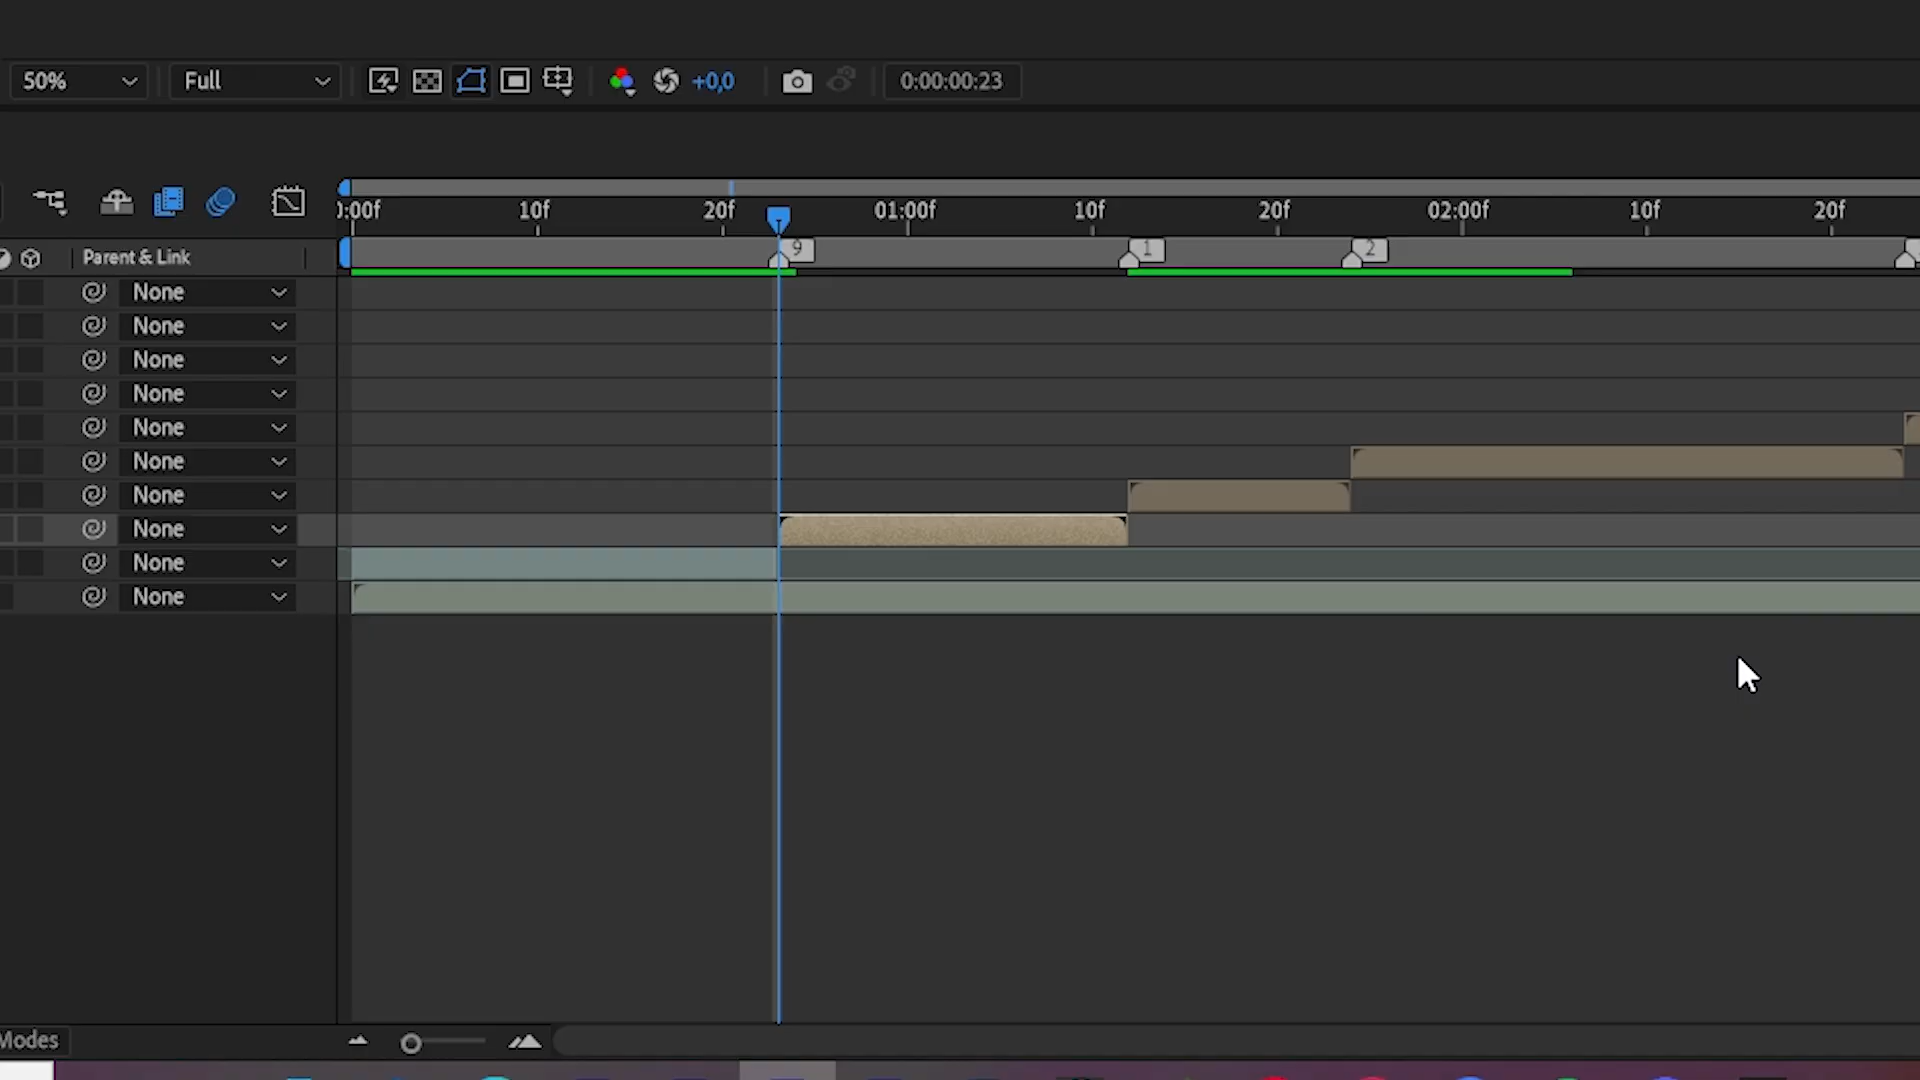 50% Full +0,0 0:00:00:23
):00f 10f 20f 01:00f 10f 20f 02:00f 10f 20f
Parent & Link 9 1 2
None
None
None
None
None
None
None
None
None
None
Modes